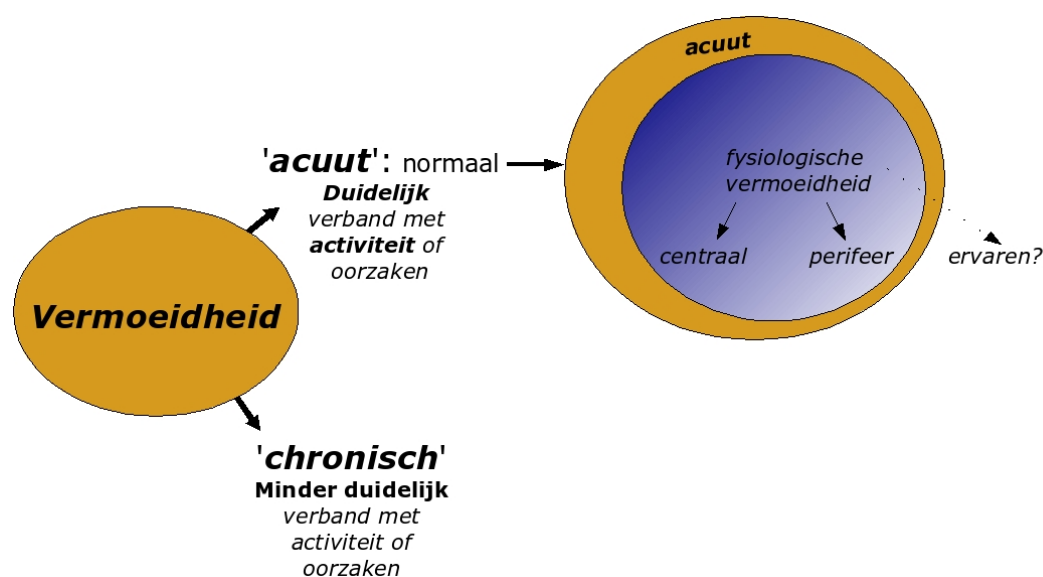 acuut
'acuut': normaal
Duidelijk
verband met
activiteit of
oorzaken
fysiologische
vermoeidheid
centraal
perifeer
ervaren?
Vermoeidheid
'chronisch'
Minder duidelijk
verband met
activiteit of
oorzaken